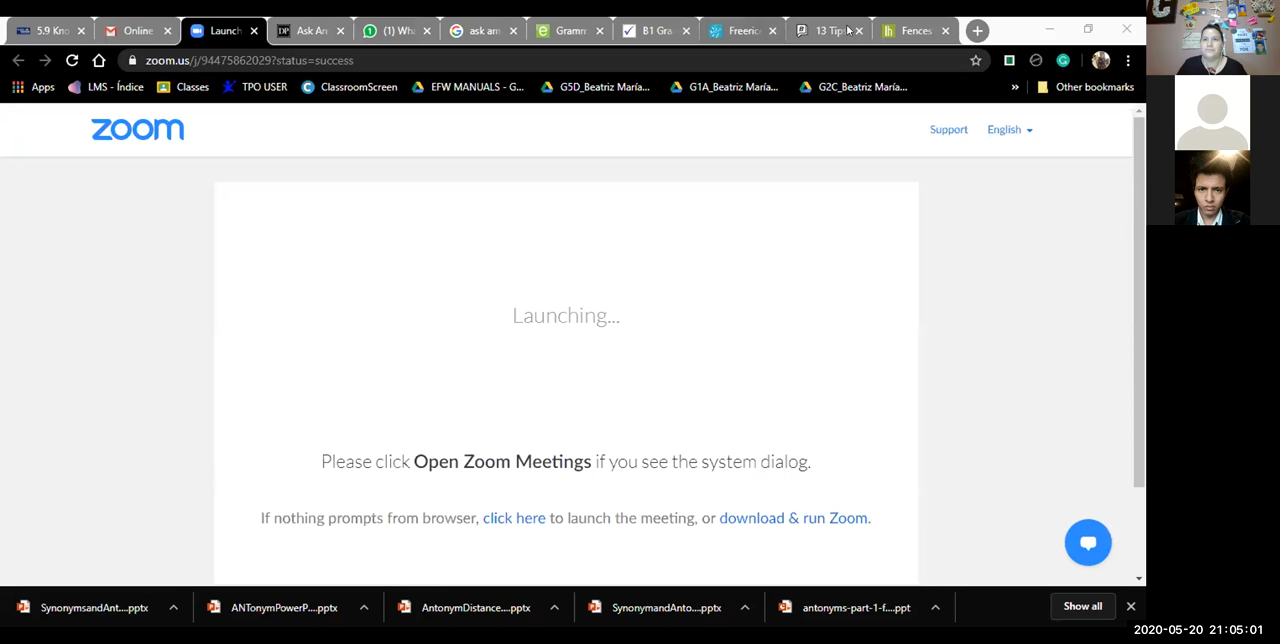 5.9 Kno
Online
Launch
Ask An
(1) Wha
ask am
Gramm
B1 Gra
Freeric
13 Tip
Fences
zoom.us/j/94475862029?status=success
Apps
LMS - Índice
Classes
TPO USER
ClassroomScreen
EFW MANUALS - G...
G5D_Beatriz María...
G1A_Beatriz María...
G2C_Beatriz María...
»
Other bookmarks
zoom
Support
English
Launching...
Please click Open Zoom Meetings if you see the system dialog.
If nothing prompts from browser, click here to launch the meeting, or download & run Zoom.
SynonymsandAnt....pptx
ANTonymPowerP....pptx
AntonymDistance....pptx
SynonymandAnto....pptx
antonyms-part-1-f....ppt
Show all
2020-05-20 21:05:01